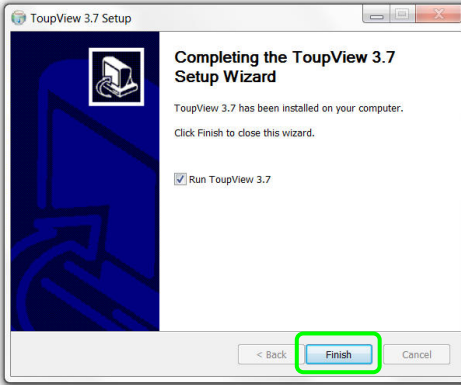 ToupView 3.7 Setup
Completing the ToupView 3.7
Setup Wizard
ToupView 3.7 has been installed on your computer.
Click Finish to close this wizard.
Run ToupView 3.7
< Back
Finish
Cancel